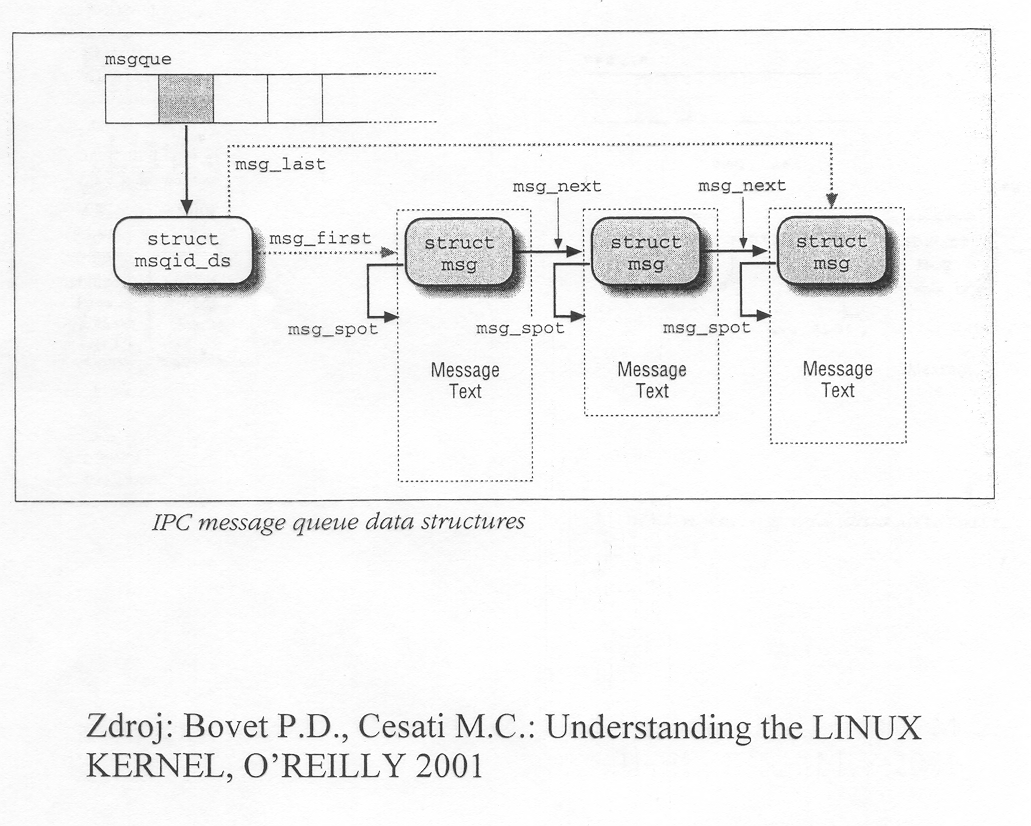 msgque
msg_last
msg_next
msg_next
struct
msqid_ds
msg_first
struct
msg
struct
msg
struct
msg
msg_spot
msg_spot
msg_spot
Message
Text
Message
Text
Message
Text
IPC message queue data structures
Zdroj: Bovet P.D., Cesati M.C.: Understanding the LINUX
KERNEL, O'REILLY 2001